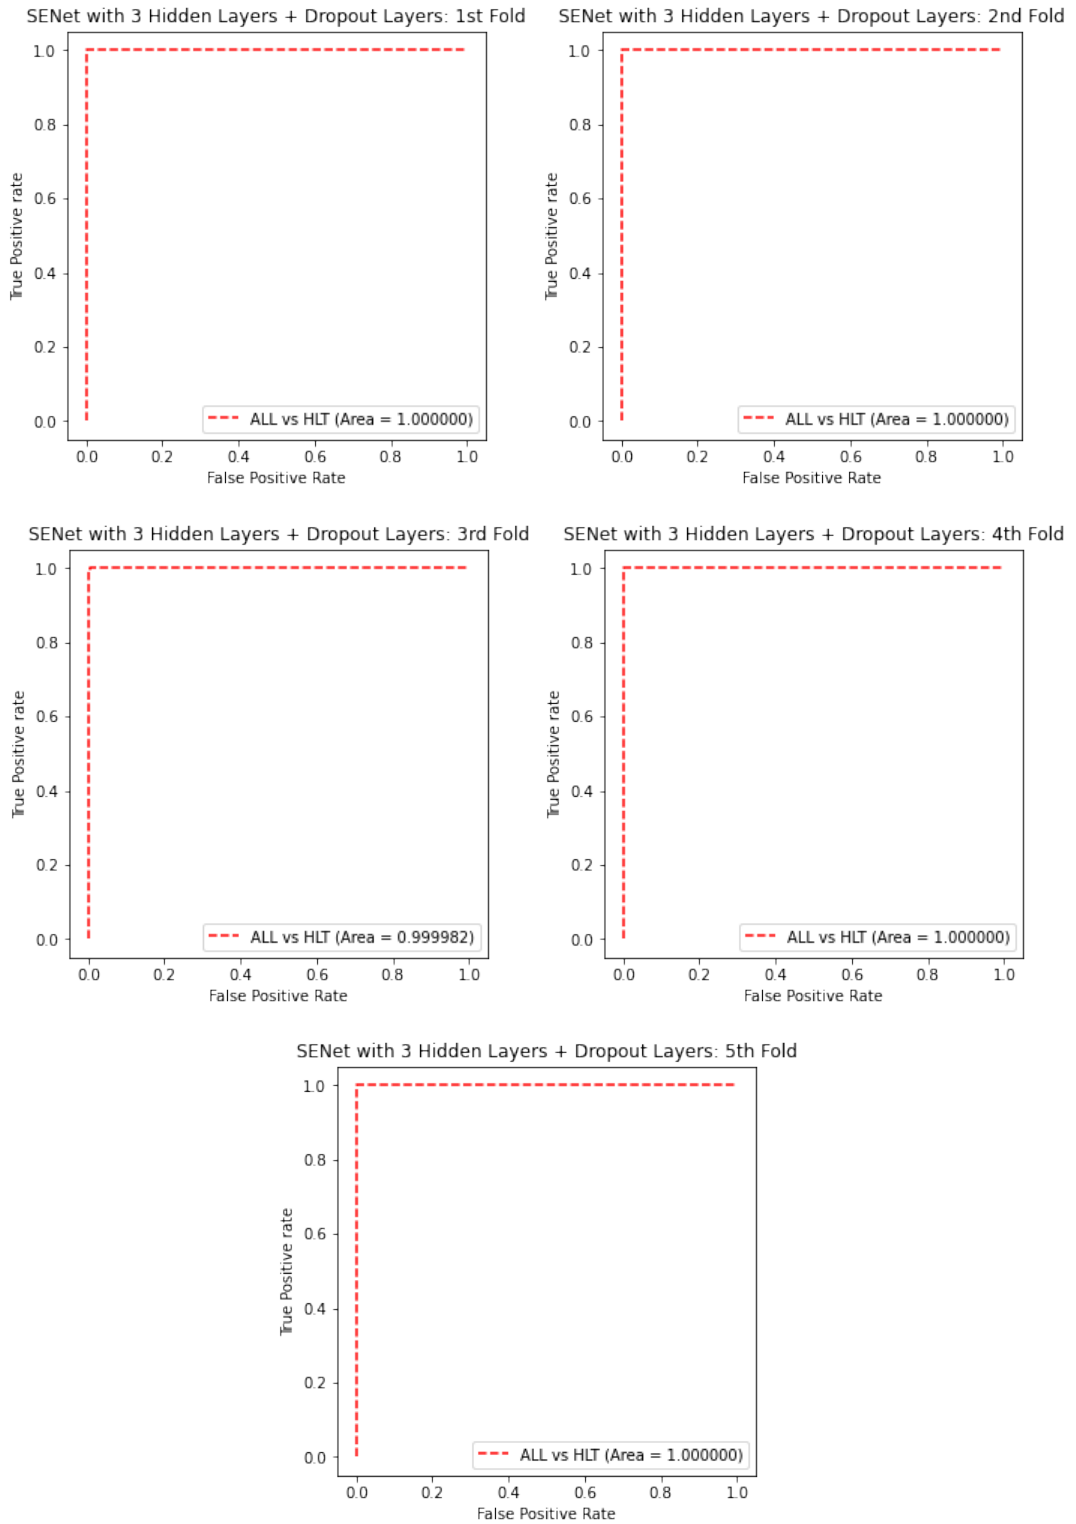 SENet with 3 Hidden Layers + Dropout Layers: 1st Fold
True Positive rate
1.0
0.8
0.6
0.4
0.2
0.0
ALL vs HLT (Area = 1.000000)
0.0 0.2 0.4 0.6 0.8 1.0
False Positive Rate
SENet with 3 Hidden Layers + Dropout Layers: 2nd Fold
True Positive rate
1.0
0.8
0.6
0.4
0.2
0.0
ALL vs HLT (Area = 1.000000)
0.0 0.2 0.4 0.6 0.8 1.0
False Positive Rate
SENet with 3 Hidden Layers + Dropout Layers: 3rd Fold
True Positive rate
1.0
0.8
0.6
0.4
0.2
0.0
ALL vs HLT (Area = 0.999982)
0.0 0.2 0.4 0.6 0.8 1.0
False Positive Rate
SENet with 3 Hidden Layers + Dropout Layers: 4th Fold
True Positive rate
1.0
0.8
0.6
0.4
0.2
0.0
ALL vs HLT (Area = 1.000000)
0.0 0.2 0.4 0.6 0.8 1.0
False Positive Rate
SENet with 3 Hidden Layers + Dropout Layers: 5th Fold
True Positive rate
1.0
0.8
0.6
0.4
0.2
0.0
ALL vs HLT (Area = 1.000000)
0.0 0.2 0.4 0.6 0.8 1.0
False Positive Rate